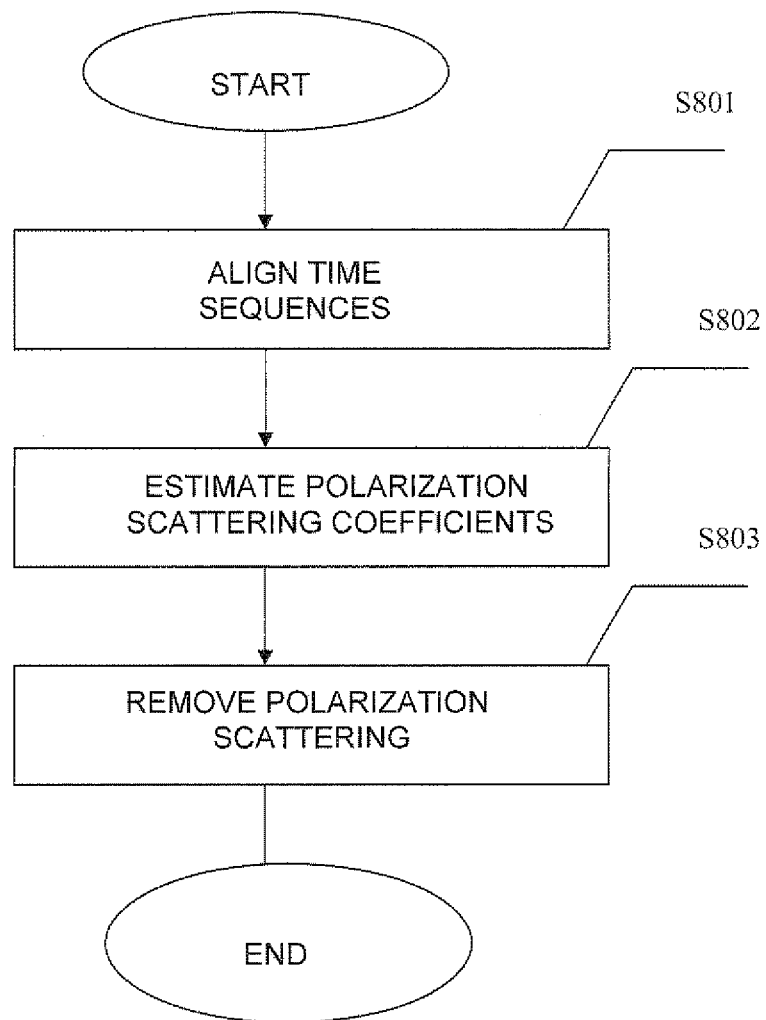 START
S801
ALIGN TIME
SEQUENCES
S802
ESTIMATE POLARIZATION
SCATTERING COEFFICIENTS
S803
REMOVE POLARIZATION
SCATTERING
END